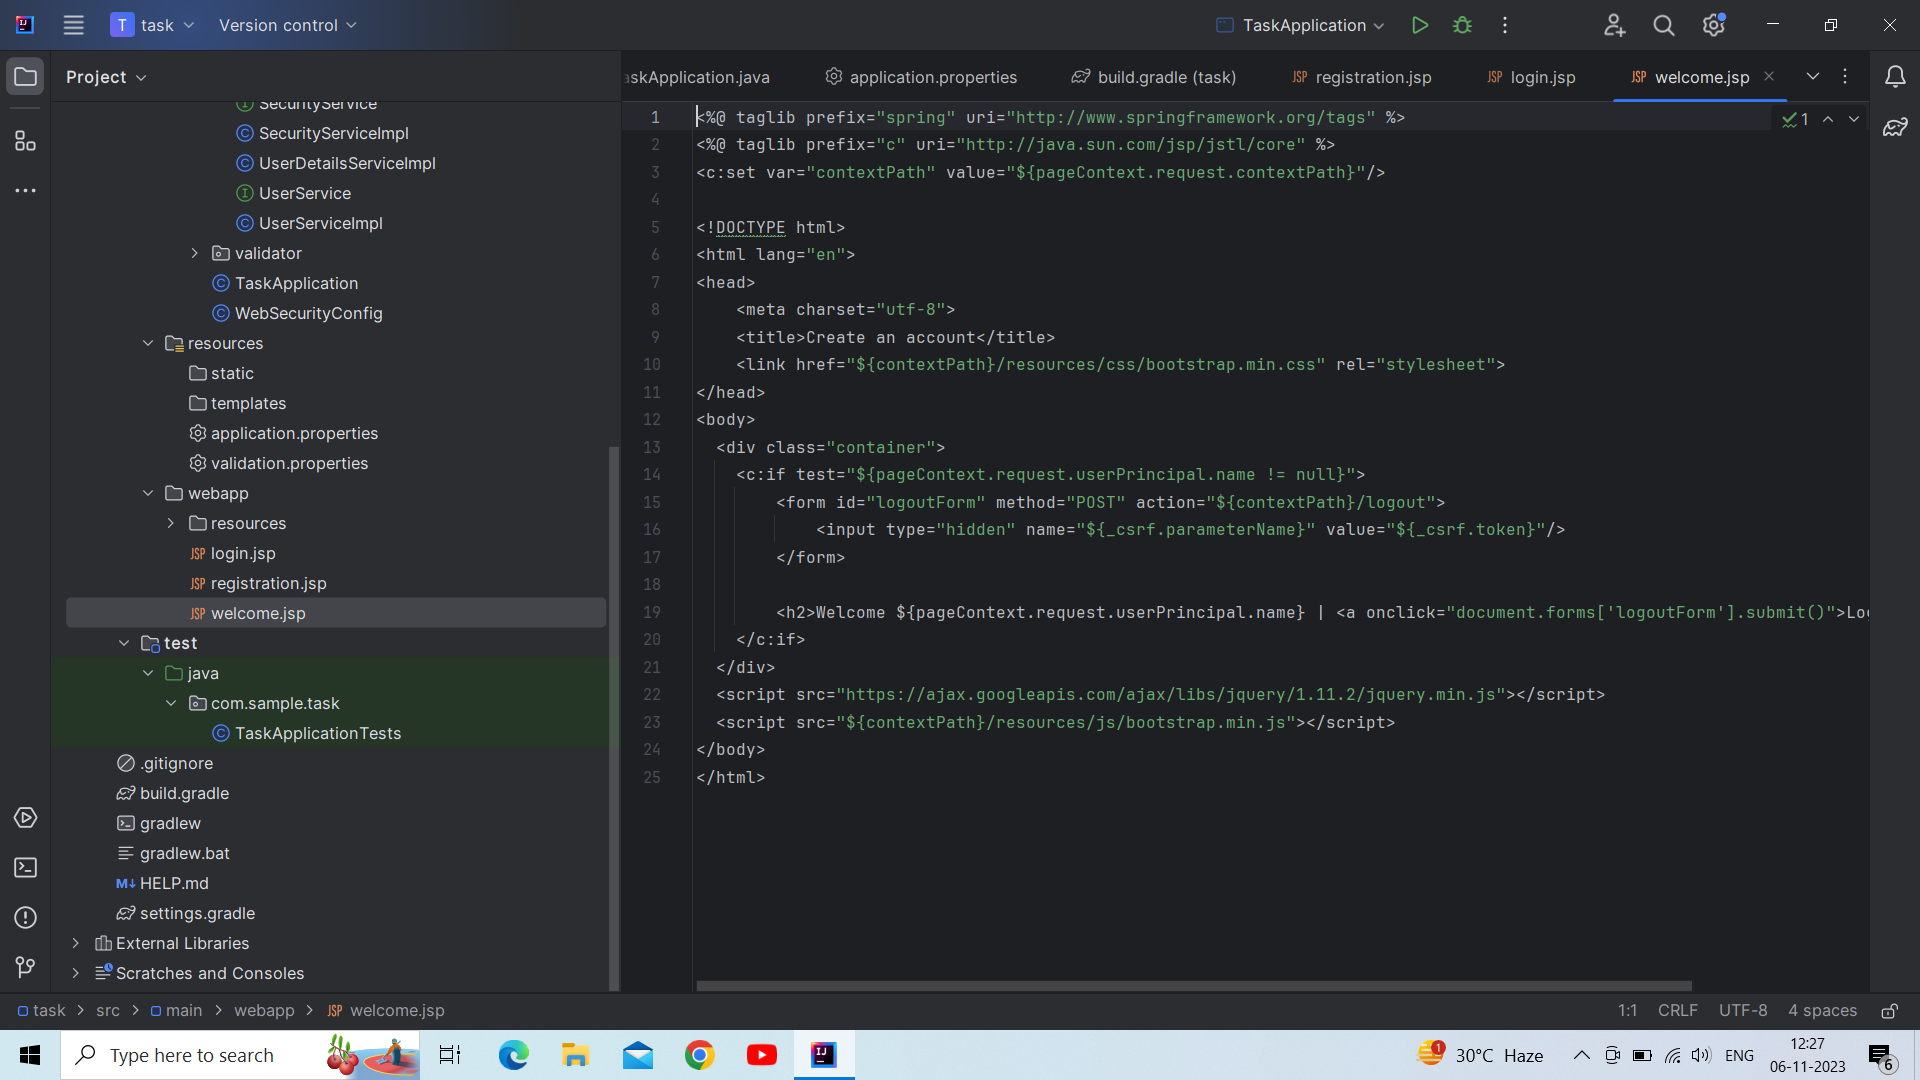 T task Version control TaskApplication
Project
SecurityService
SecurityServiceImpl
UserDetailsServiceImpl
UserService
UserServiceImpl
validator
TaskApplication
WebSecurityConfig
resources
static
templates
application.properties
validation.properties
webapp
resources
JSP login.jsp
JSP registration.jsp
JSP welcome.jsp
test
java
com.sample.task
TaskApplicationTests
.gitignore
build.gradle
gradlew
gradlew.bat
M↓ HELP.md
settings.gradle
External Libraries
Scratches and Consoles
askApplication.java application.properties build.gradle (task) JSP registration.jsp JSP login.jsp JSP welcome.jsp
1 <%@ taglib prefix="spring" uri="http://www.springframework.org/tags" %> 1
2 <%@ taglib prefix="c" uri="http://java.sun.com/jsp/jstl/core" %>
3 <c:set var="contextPath" value="${pageContext.request.contextPath}"/>
4
5 <!DOCTYPE html>
6 <html lang="en">
7 <head>
8 <meta charset="utf-8">
9 <title>Create an account</title>
10 <link href="${contextPath}/resources/css/bootstrap.min.css" rel="stylesheet">
11 </head>
12 <body>
13 <div class="container">
14 <c:if test="${pageContext.request.userPrincipal.name != null}">
15 <form id="logoutForm" method="POST" action="${contextPath}/logout">
16 <input type="hidden" name="${_csrf.parameterName}" value="${_csrf.token}"/>
17 </form>
18
19 <h2>Welcome ${pageContext.request.userPrincipal.name} | <a onclick="document.forms['logoutForm'].submit()">Lo
20 </c:if>
21 </div>
22 <script src="https://ajax.googleapis.com/ajax/libs/jquery/1.11.2/jquery.min.js"></script>
23 <script src="${contextPath}/resources/js/bootstrap.min.js"></script>
24 </body>
25 </html>
task > src > main > webapp > JSP welcome.jsp 1:1 CRLF UTF-8 4 spaces
Type here to search 1 30°C Haze ENG 12:27
06-11-2023 6